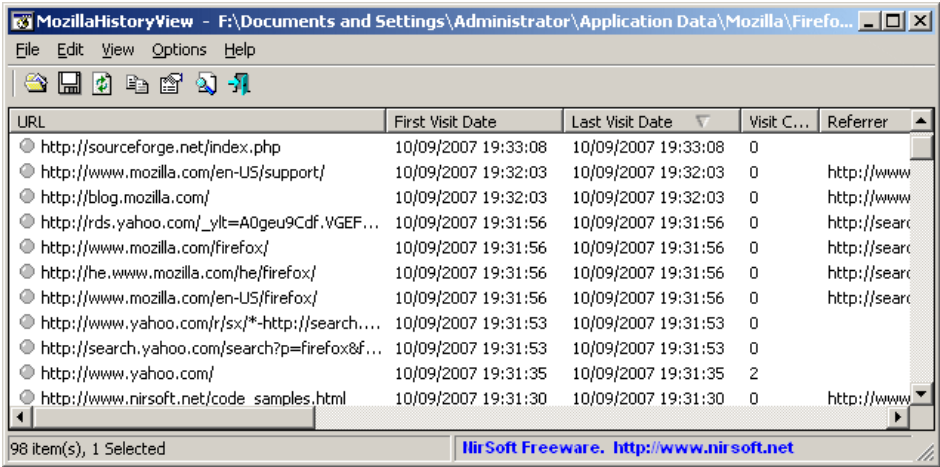 MozillaHistoryView - F:\Documents and Settings\Administrator\Application Data\Mozilla\Firefo...
File Edit View Options Help
URL First Visit Date Last Visit Date Visit C... Referrer
http://sourceforge.net/index.php 10/09/2007 19:33:08 10/09/2007 19:33:08 0
http://www.mozilla.com/en-US/support/ 10/09/2007 19:32:03 10/09/2007 19:32:03 0 http://www
http://blog.mozilla.com/ 10/09/2007 19:32:03 10/09/2007 19:32:03 0 http://www
http://rds.yahoo.com/_ylt=A0geu9Cdf.VGEF... 10/09/2007 19:31:56 10/09/2007 19:31:56 0 http://searc
http://www.mozilla.com/firefox/ 10/09/2007 19:31:56 10/09/2007 19:31:56 0 http://searc
http://he.www.mozilla.com/he/firefox/ 10/09/2007 19:31:56 10/09/2007 19:31:56 0 http://searc
http://www.mozilla.com/en-US/firefox/ 10/09/2007 19:31:56 10/09/2007 19:31:56 0 http://searc
http://www.yahoo.com/r/sx/*-http://search.... 10/09/2007 19:31:53 10/09/2007 19:31:53 0
http://search.yahoo.com/search?p=firefox&f... 10/09/2007 19:31:53 10/09/2007 19:31:53 0
http://www.yahoo.com/ 10/09/2007 19:31:35 10/09/2007 19:31:35 2
http://www.nirsoft.net/code_samples.html 10/09/2007 19:31:30 10/09/2007 19:31:30 0 http://www
98 item(s), 1 Selected NirSoft Freeware. http://www.nirsoft.net